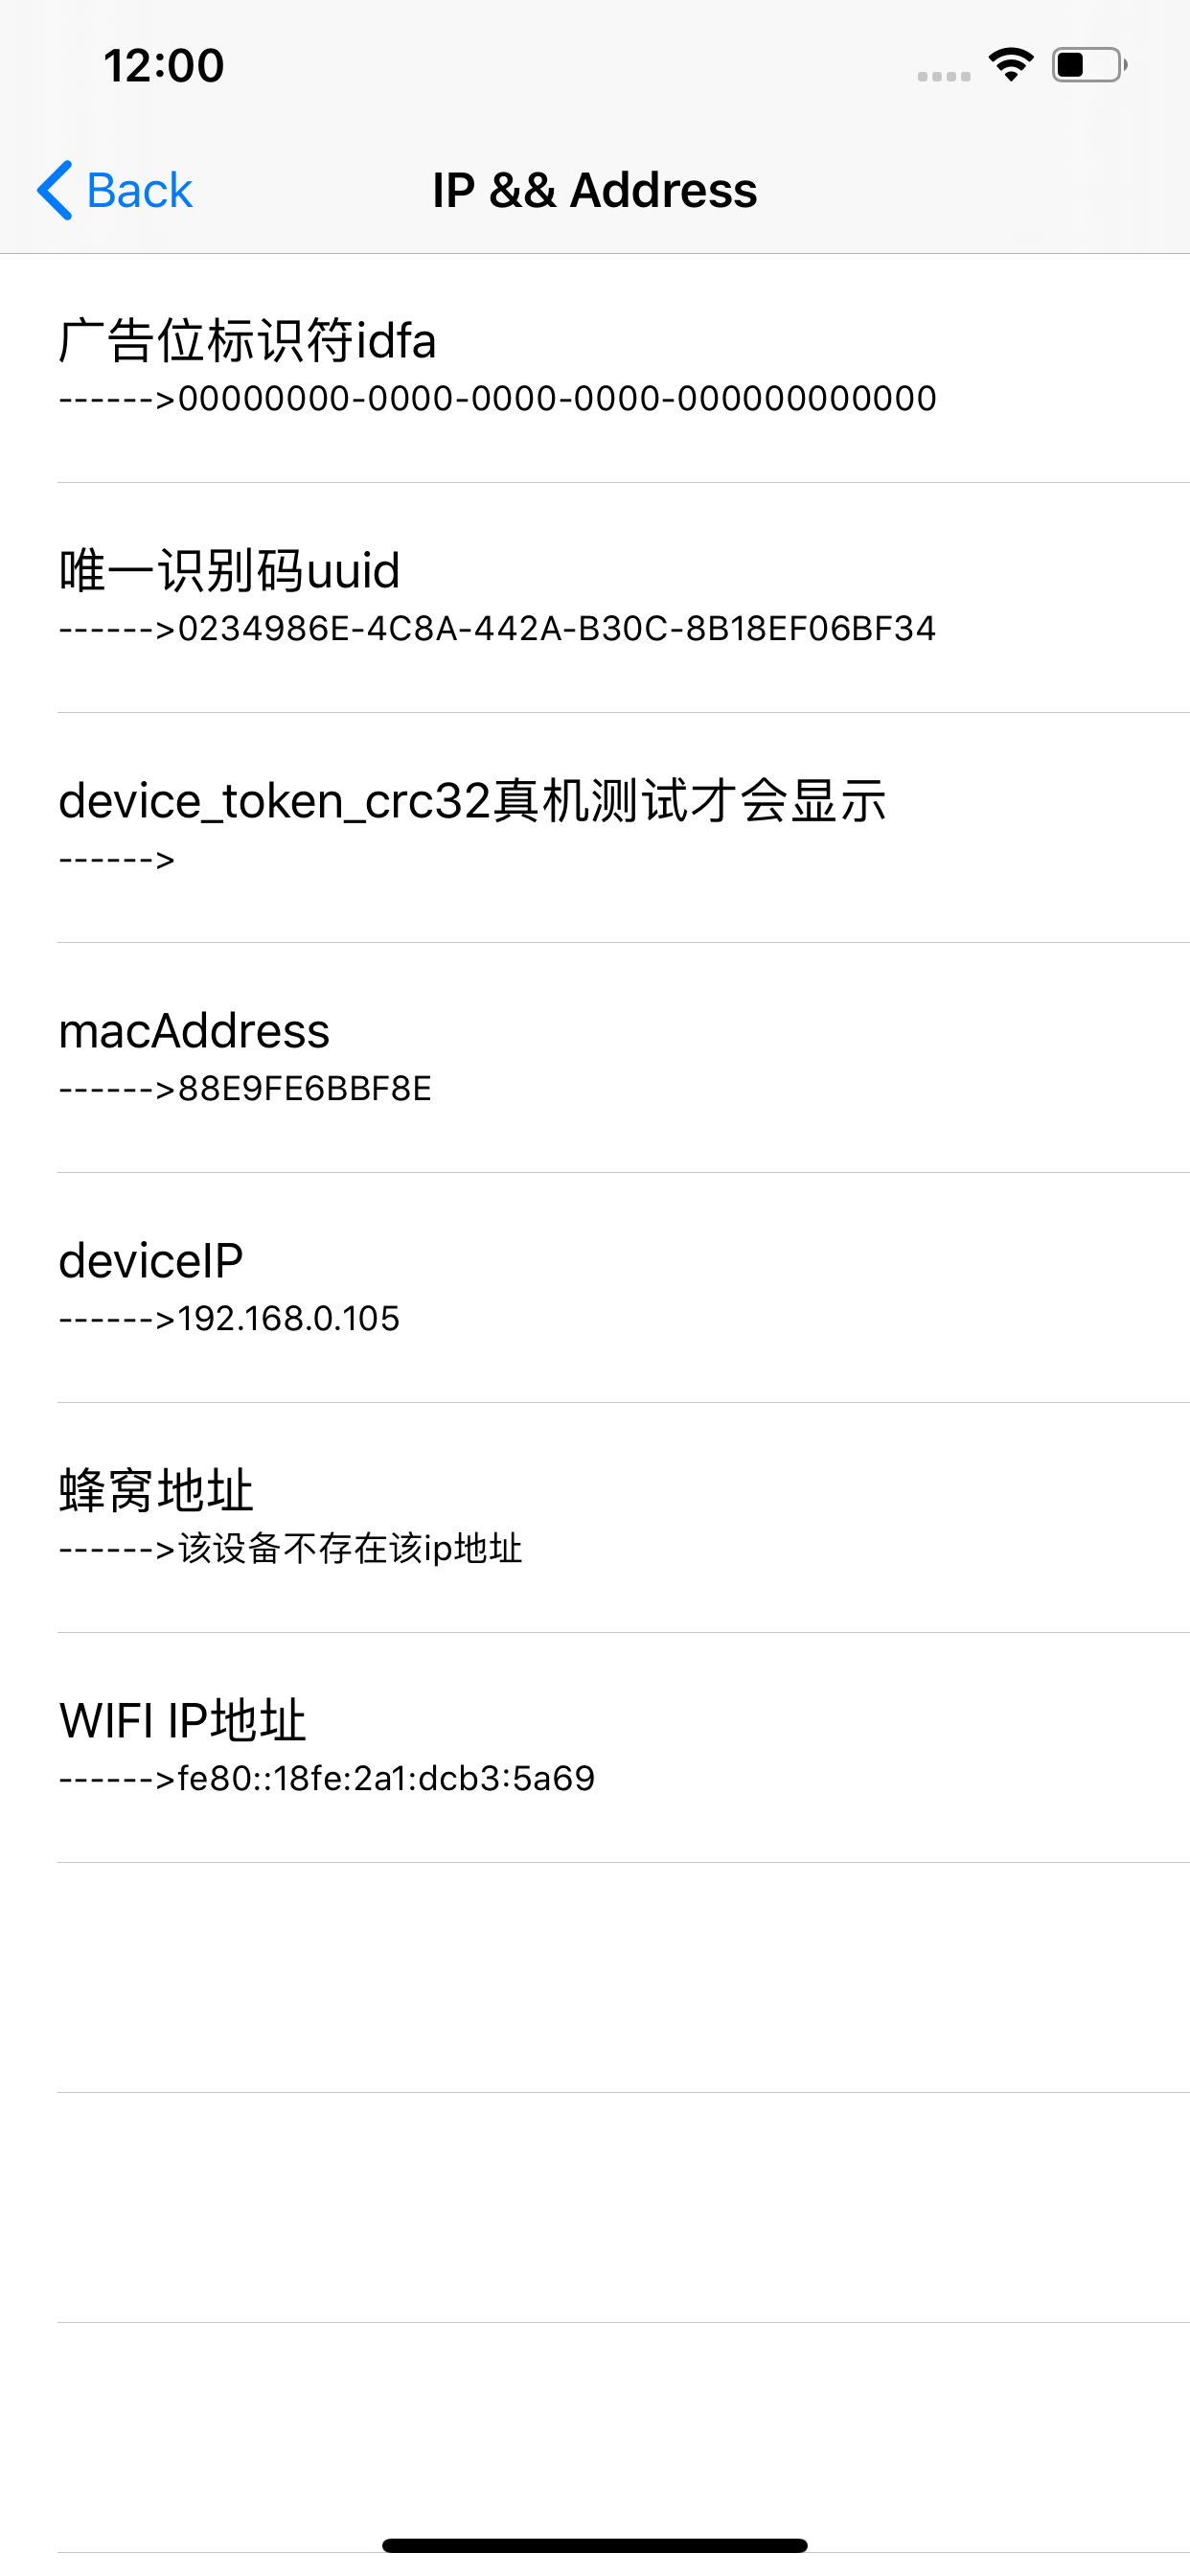 12:00
Back
IP && Address
广告位标识符idfa
------>00000000-0000-0000-0000-000000000000
唯一识别码uuid
------>0234986E-4C8A-442A-B30C-8B18EF06BF34
device_token_crc32真机测试才会显示
------>
macAddress
------>88E9FE6BBF8E
deviceIP
------>192.168.0.105
蜂窝地址
------>该设备不存在该ip地址
WIFI IP地址
------>fe80::18fe:2a1:dcb3:5a69